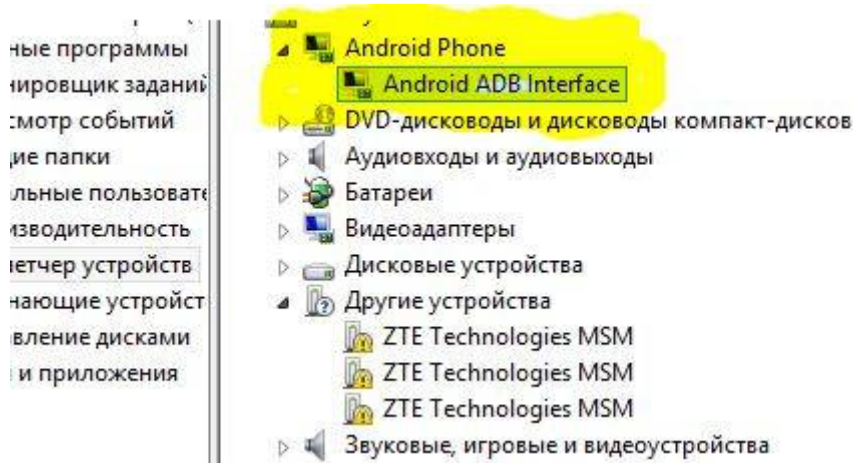 ные программы
нировщик заданий
смотр событий
ие папки
льные пользовате
изводительность
петчер устройств
нающие устройст
вление дисками
и приложения
Android Phone
Android ADB Interface
DVD-дисководы и дисководы компакт-дисков
Аудиовходы и аудиовыходы
Батареи
Видеоадаптеры
Дисковые устройства
Другие устройства
ZTE Technologies MSM
ZTE Technologies MSM
ZTE Technologies MSM
Звуковые, игровые и видеоустройства